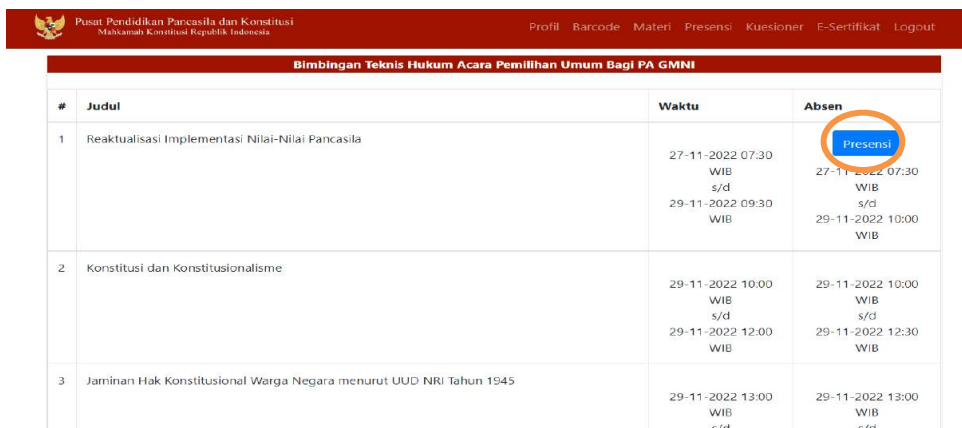 Pusat Pendidikan Pancasila dan Konstitusi
Mahkamah Konstitusi Republik Indonesia
Profil Barcode Materi Presensi Kuesioner E-Sertifikat Logout
Bimbingan Teknis Hukum Acara Pemilihan Umum Bagi PA GMNI
# Judul Waktu Absen
1 Reaktualisasi Implementasi Nilai-Nilai Pancasila
27-11-2022 07:30
WIB
s/d
29-11-2022 09:30
WIB
Presensi
27-11-2022 07:30
WIB
s/d
29-11-2022 10:00
WIB
2 Konstitusi dan Konstitusionalisme
29-11-2022 10:00
WIB
s/d
29-11-2022 12:00
WIB
29-11-2022 10:00
WIB
s/d
29-11-2022 12:30
WIB
3 Jaminan Hak Konstitusional Warga Negara menurut UUD NRI Tahun 1945
29-11-2022 13:00
WIB
s/d
29-11-2022 13:00
WIB
s/d